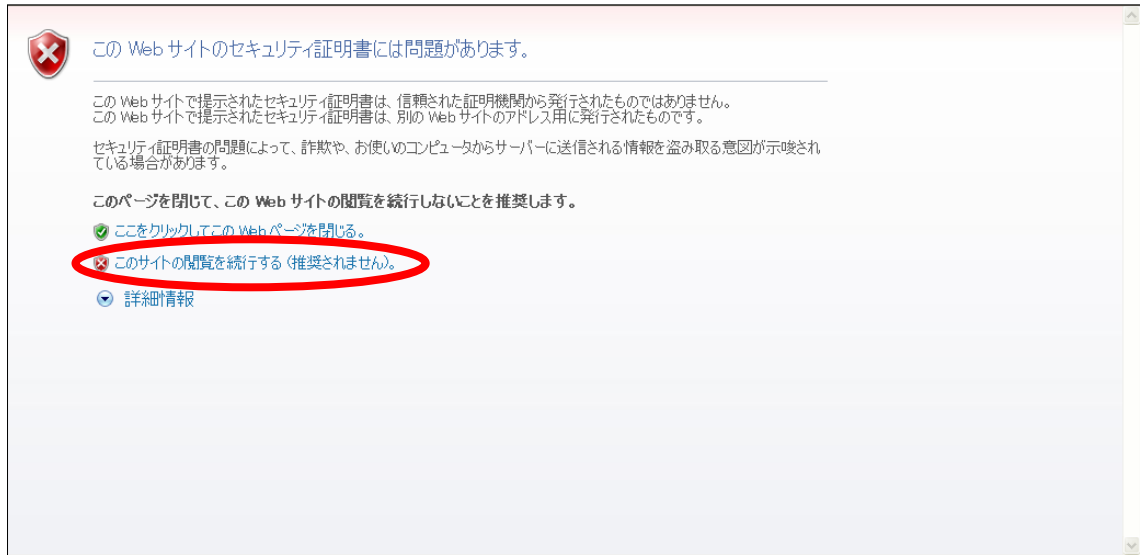 この Web サイトのセキュリティ証明書には問題があります。
この Web サイトで提示されたセキュリティ証明書は、信頼された証明機関から発行されたものではありません。
この Web サイトで提示されたセキュリティ証明書は、別の Web サイトのアドレス用に発行されたものです。
セキュリティ証明書の問題によって、詐欺や、お使いのコンピュータからサーバーに送信される情報を盗み取る意図が示唆され
ている場合があります。
このページを閉じて、この Web サイトの閲覧を続行しないことを推奨します。
ここをクリックしてこの Web ページを閉じる。
このサイトの閲覧を続行する (推奨されません)。
詳細情報